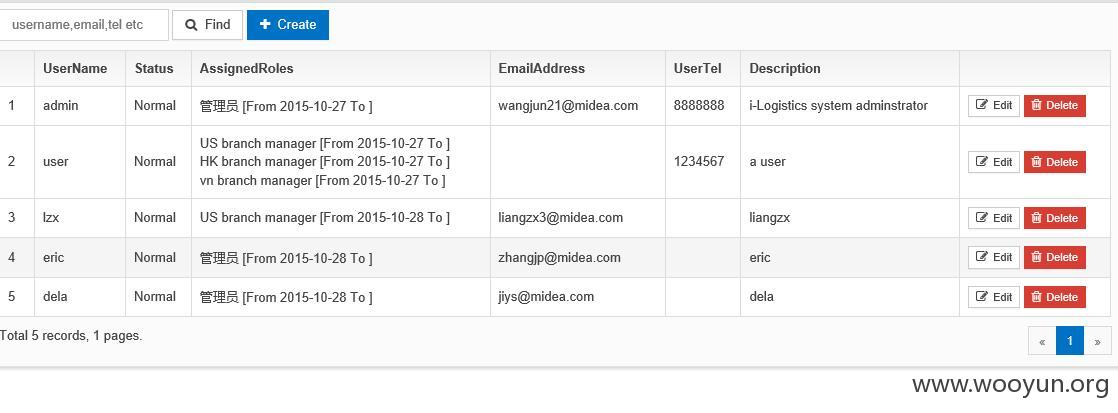 username,email,tel etc Find Create
UserName Status AssignedRoles EmailAddress UserTel Description
1 admin Normal 管理员 [From 2015-10-27 To ] wangjun21@midea.com 8888888 i-Logistics system adminstrator Edit Delete
US branch manager [From 2015-10-27 To ]
2 user Normal HK branch manager [From 2015-10-27 To ] 1234567 a user Edit Delete
vn branch manager [From 2015-10-27 To ]
3 lzx Normal US branch manager [From 2015-10-28 To ] liangzx3@midea.com liangzx Edit Delete
4 eric Normal 管理员 [From 2015-10-28 To ] zhangjp@midea.com eric Edit Delete
5 dela Normal 管理员 [From 2015-10-28 To ] jiys@midea.com dela Edit Delete
Total 5 records, 1 pages. « 1 »
www.wooyun.org